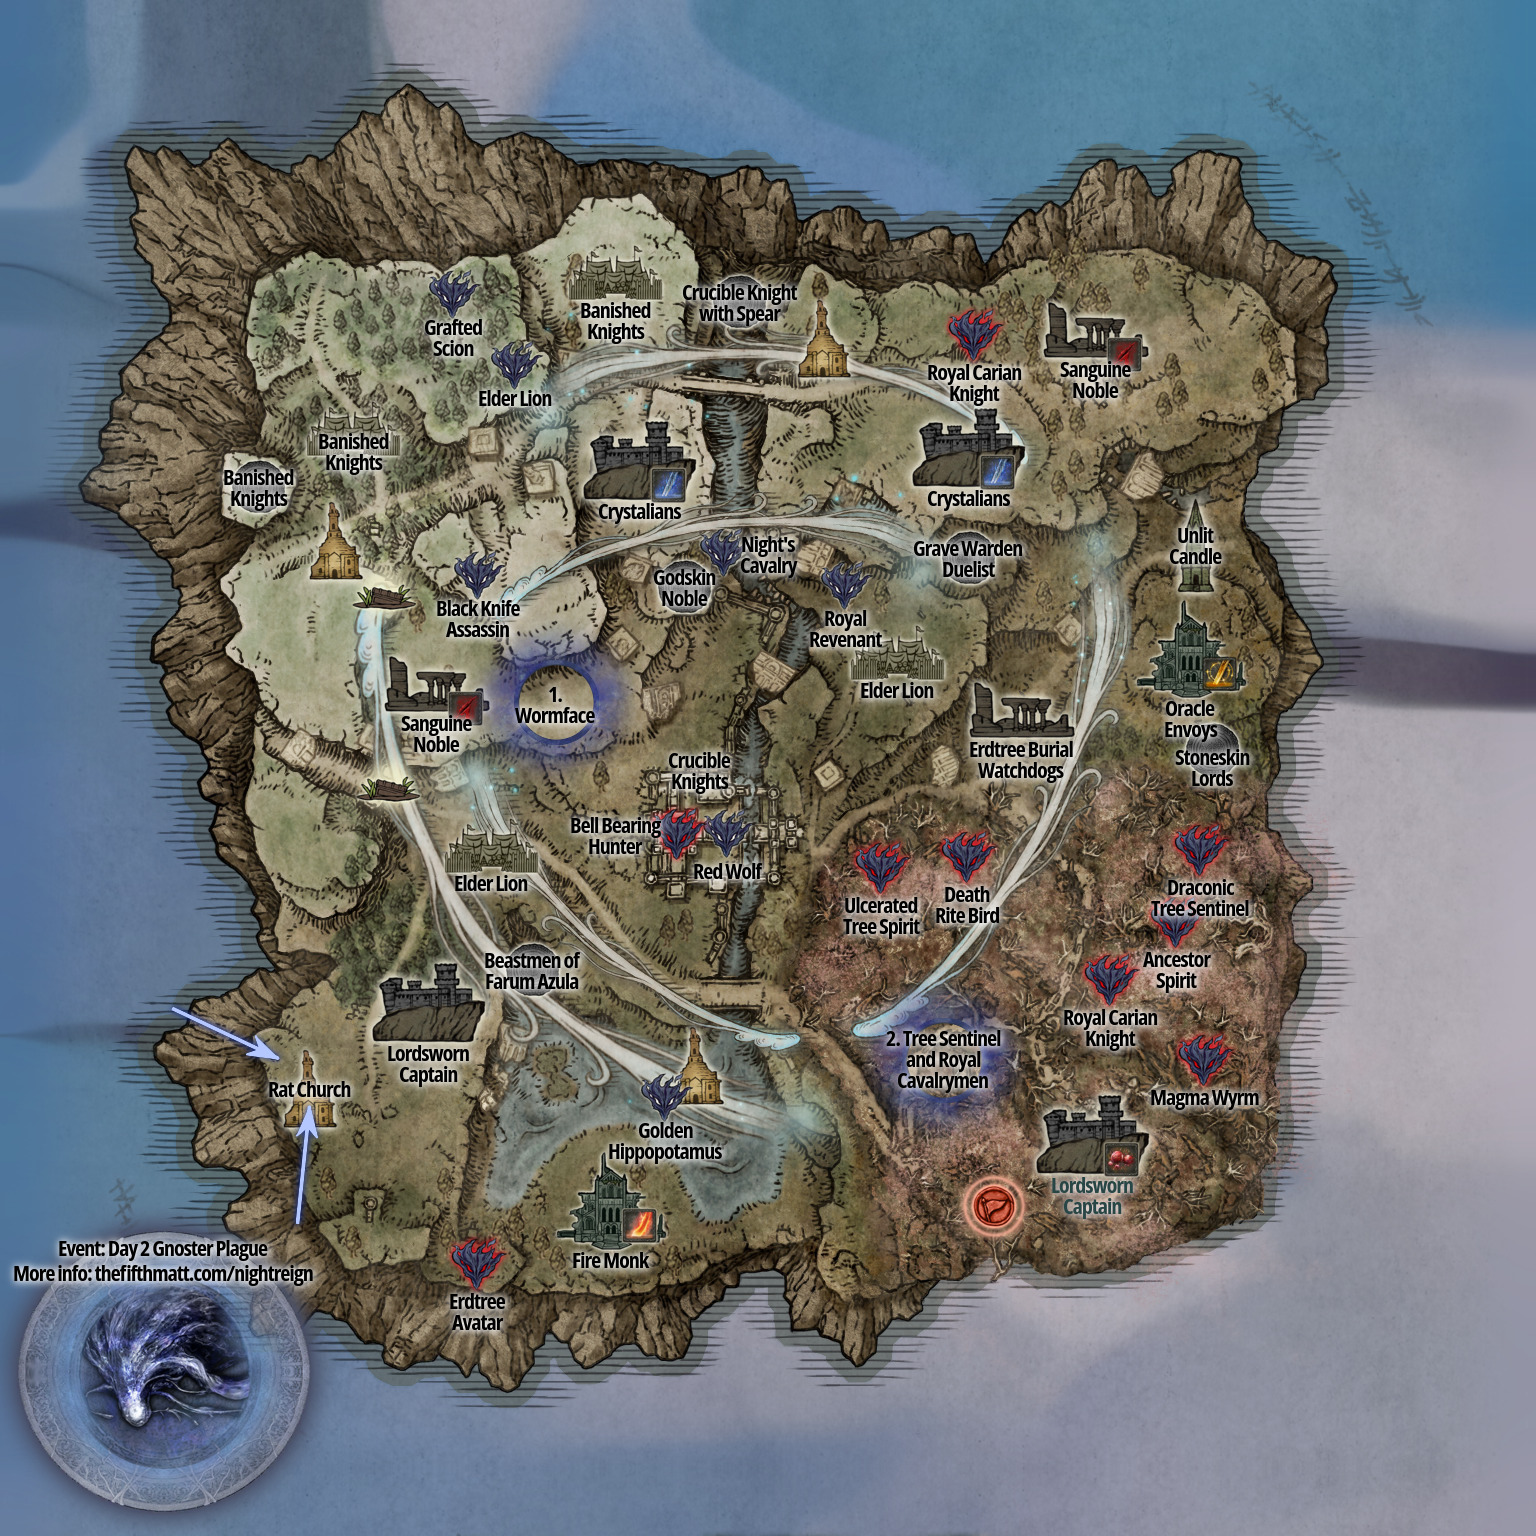 Crucible Knight
with Spear
Banished
Knights
Grafted
Scion
Elder Lion
Royal Carian
Knight
Sanguine
Noble
Banished
Knights
Banished
Knights
Crystalians
Crystalians
Night's
Cavalry
Grave Warden
Duelist
Unlit
Candle
Godskin
Noble
Black Knife
Assassin
Royal
Revenant
Elder Lion
1.
Wormface
Sanguine
Noble
Oracle
Envoys
Erdtree Burial
Watchdogs
Stoneskin
Lords
Crucible
Knights
Bell Bearing
Hunter
Red Wolf
Elder Lion
Ulcerated
Tree Spirit
Death
Rite Bird
Draconic
Tree Sentinel
Ancestor
Spirit
Beastmen of
Farum Azula
Royal Carian
Knight
2. Tree Sentinel
and Royal
Cavalrymen
Lordsworn
Captain
Rat Church
Magma Wyrm
Golden
Hippopotamus
Lordsworn
Captain
Fire Monk
Erdtree
Avatar
Event: Day 2 Gnoster Plague
More info: thefifthmatt.com/nightreign